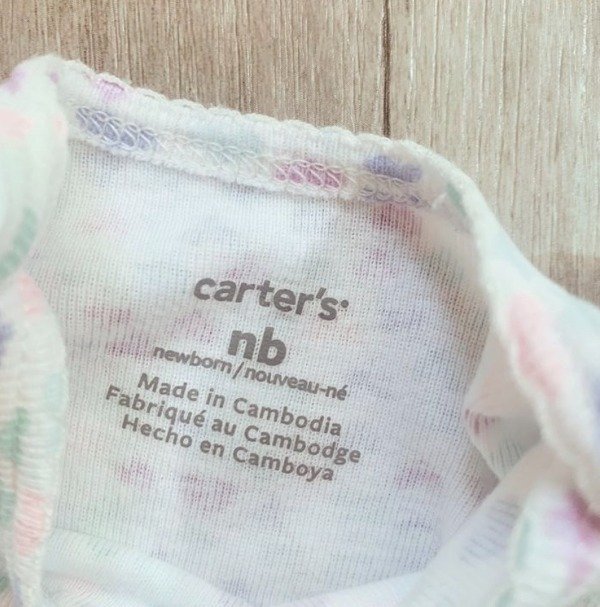 carter's
nb
newborn/nouveau-né
Made in Cambodia
Fabriqué au Cambodge
Hecho en Camboya